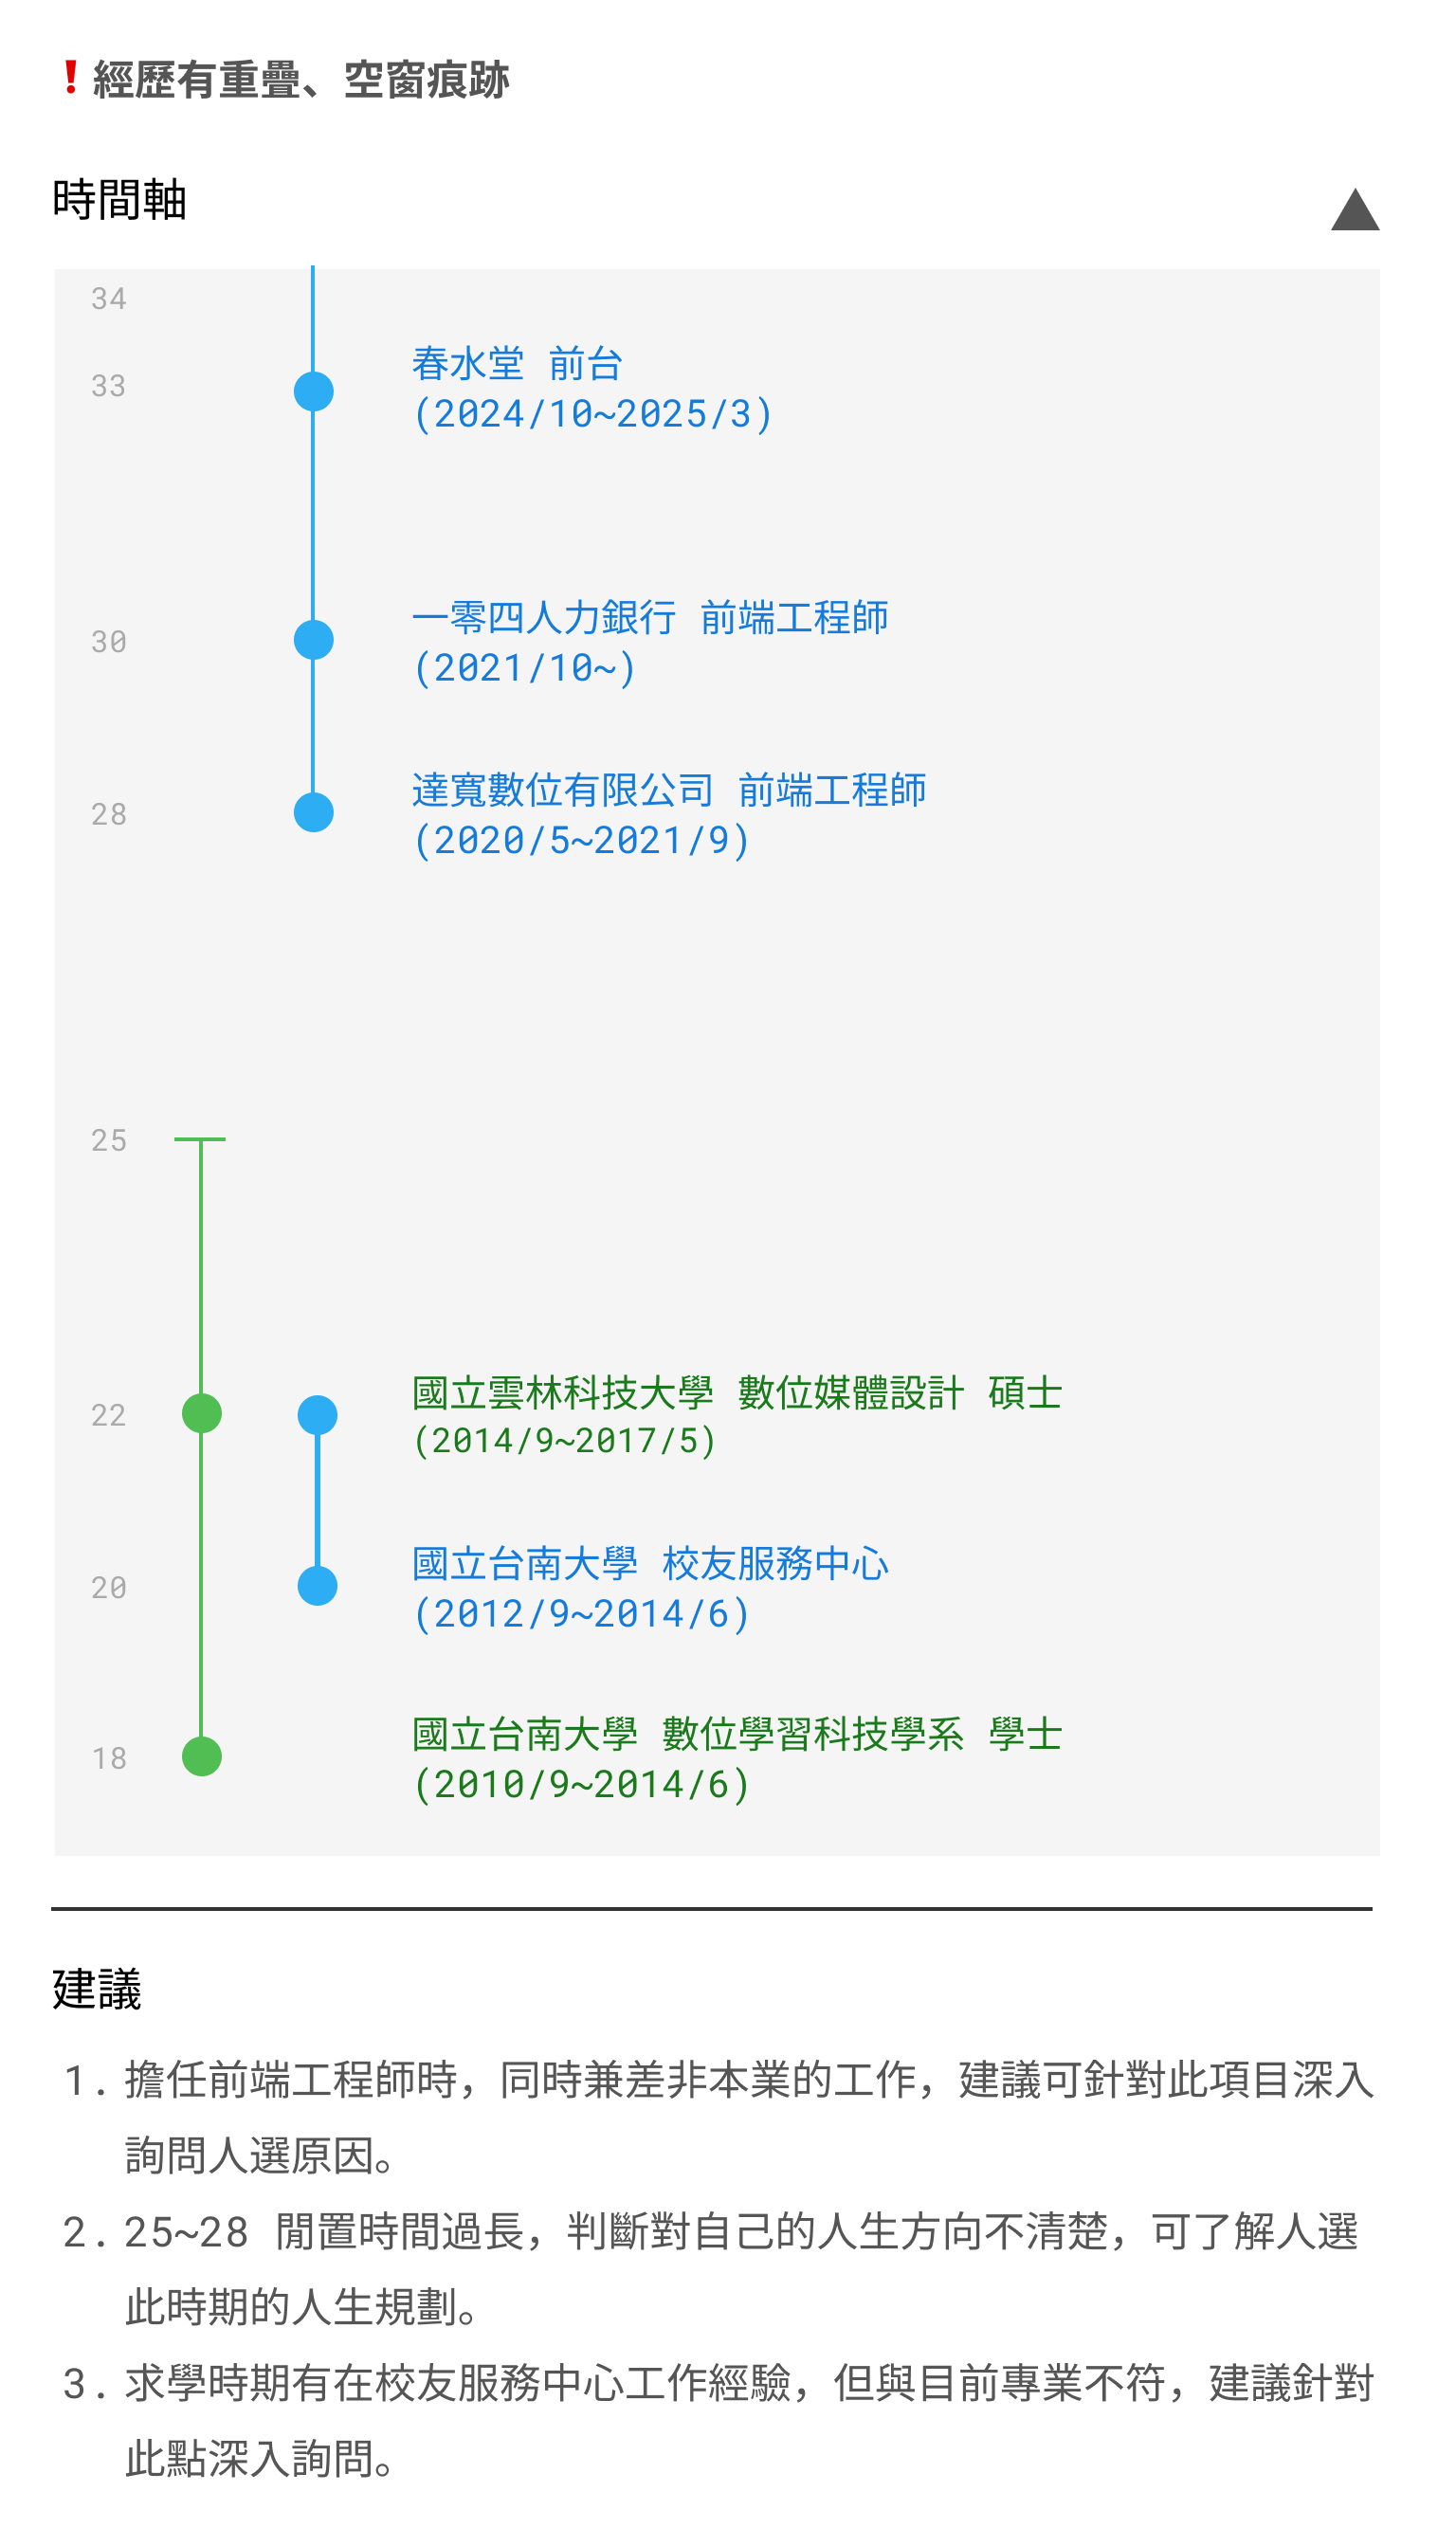 ❗經歷有重疊、空窗痕跡
時間軸
34
33
春水堂 前台
(2024/10~2025/3)
30
一零四人力銀行 前端工程師
(2021/10~)
28
達寬數位有限公司 前端工程師
(2020/5~2021/9)
25
22
國立雲林科技大學 數位媒體設計 碩士
(2014/9~2017/5)
20
國立台南大學 校友服務中心
(2012/9~2014/6)
18
國立台南大學 數位學習科技學系 學士
(2010/9~2014/6)
建議
1. 擔任前端工程師時，同時兼差非本業的工作，建議可針對此項目深入
詢問人選原因。
2. 25~28 閒置時間過長，判斷對自己的人生方向不清楚，可了解人選
此時期的人生規劃。
3. 求學時期有在校友服務中心工作經驗，但與目前專業不符，建議針對
此點深入詢問。